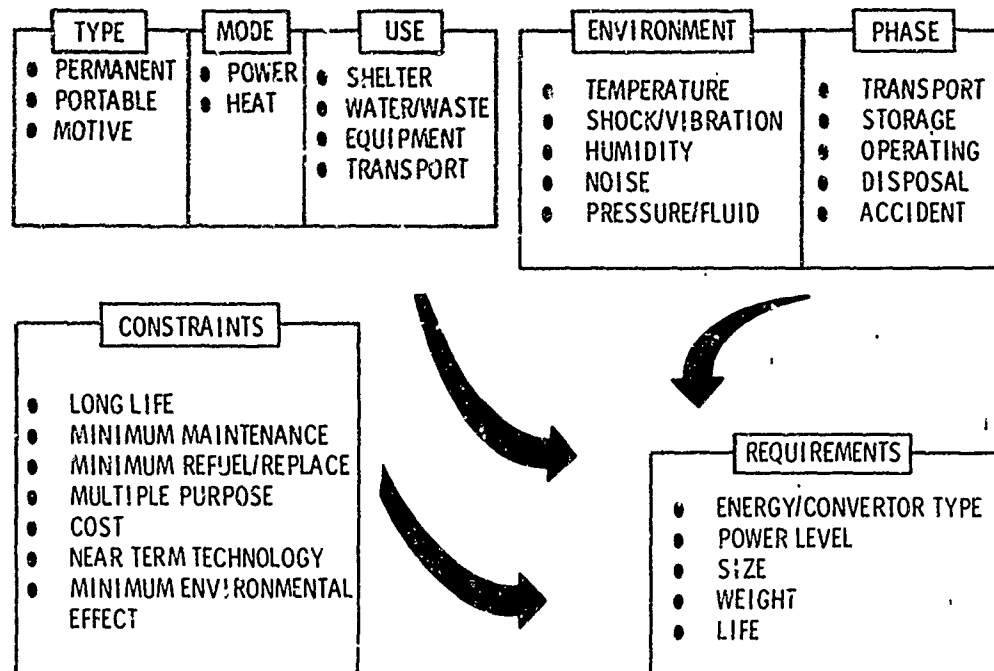 TYPE
PERMANENT
PORTABLE
MOTIVE
MODE
POWER
HEAT
USE
SHELTER
WATER/WASTE
EQUIPMENT
TRANSPORT
ENVIRONMENT
TEMPERATURE
SHOCK/VIBRATION
HUMIDITY
NOISE
PRESSURE/FLUID
PHASE
TRANSPORT
STORAGE
OPERATING
DISPOSAL
ACCIDENT
CONSTRAINTS
LONG LIFE
MINIMUM MAINTENANCE
MINIMUM REFUEL/REPLACE
MULTIPLE PURPOSE
COST
NEAR TERM TECHNOLOGY
MINIMUM ENVIRONMENTAL
EFFECT
REQUIREMENTS
ENERGY/CONVERTOR TYPE
POWER LEVEL
SIZE
WEIGHT
LIFE